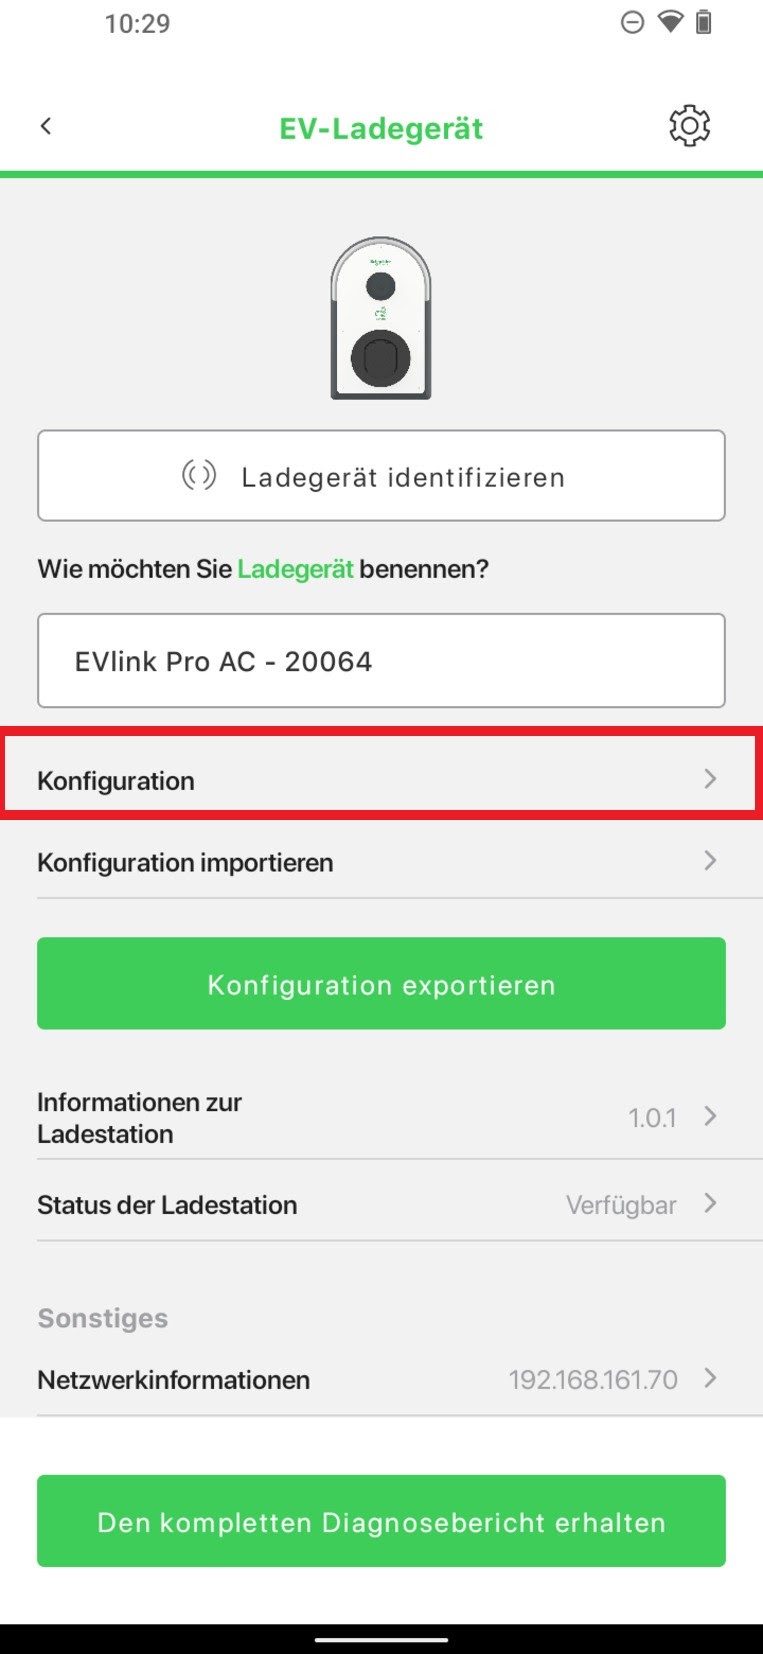 10:29
EV-Ladegerät
Schneider
Ladegerät identifizieren
Wie möchten Sie Ladegerät benennen?
EVlink Pro AC - 20064
Konfiguration
Konfiguration importieren
Konfiguration exportieren
Informationen zur
Ladestation
1.0.1
Status der Ladestation
Verfügbar
Sonstiges
Netzwerkinformationen
192.168.161.70
Den kompletten Diagnosebericht erhalten